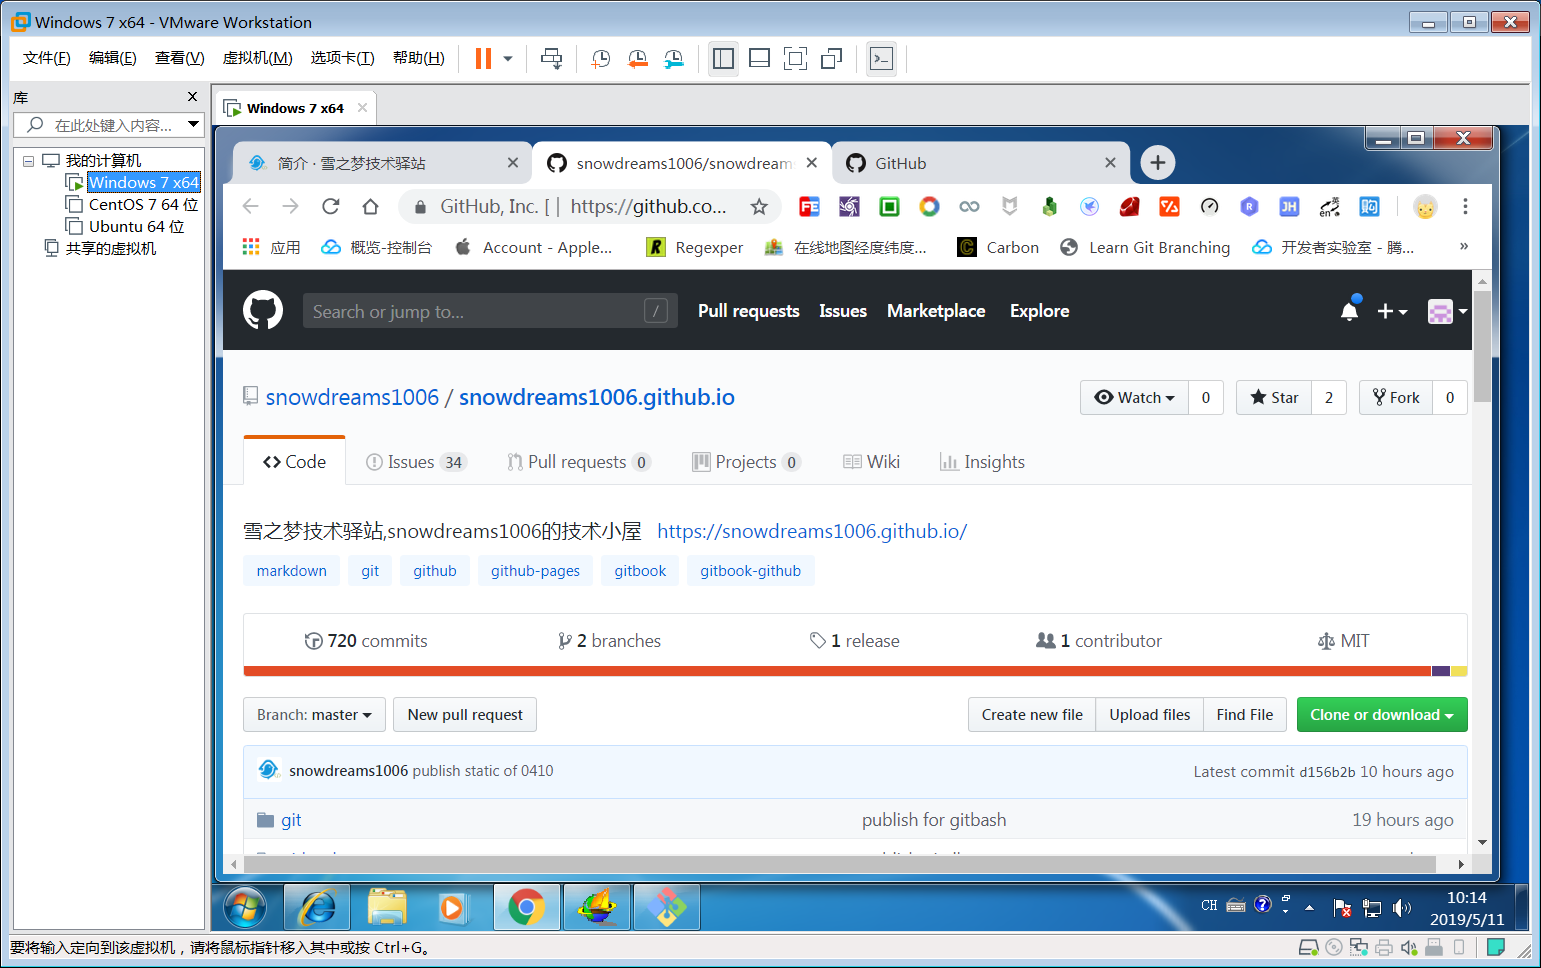 Windows 7 x64 - VMware Workstation
文件(F) 编辑(E) 查看(V) 虚拟机(M) 选项卡(T) 帮助(H)
库
在此处键入内容...
我的计算机
Windows 7 x64
CentOS 7 64 位
Ubuntu 64 位
共享的虚拟机
Windows 7 x64
简介 · 雪之梦技术驿站 snowdreams1006/snowdream GitHub
GitHub, Inc. [ | https://github.co...
应用 概览-控制台 Account - Apple... Regexper 在线地图经度纬度... Carbon Learn Git Branching 开发者实验室 - 腾... »
Search or jump to... / Pull requests Issues Marketplace Explore
snowdreams1006 / snowdreams1006.github.io Watch 0 Star 2 Fork 0
Code Issues 34 Pull requests 0 Projects 0 Wiki Insights
雪之梦技术驿站,snowdreams1006的技术小屋 https://snowdreams1006.github.io/
markdown git github github-pages gitbook gitbook-github
720 commits 2 branches 1 release 1 contributor MIT
Branch: master New pull request Create new file Upload files Find File Clone or download
snowdreams1006 publish static of 0410 Latest commit d156b2b 10 hours ago
git publish for gitbash 19 hours ago
CH 10:14
2019/5/11
要将输入定向到该虚拟机，请将鼠标指针移入其中或按 Ctrl+G。